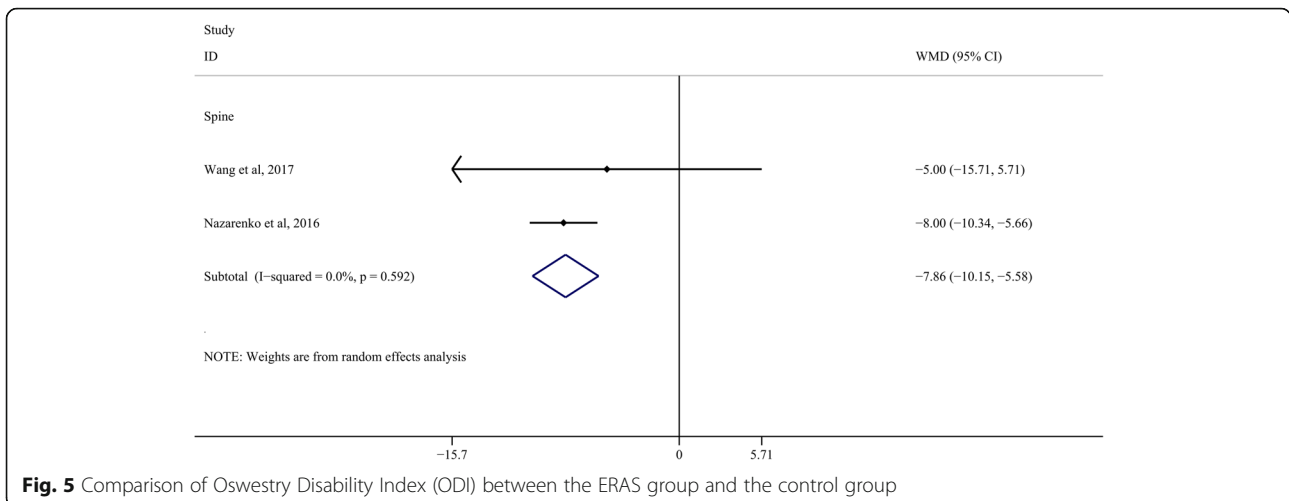 Study
ID WMD (95% CI)
Spine
Wang et al, 2017 −5.00 (−15.71, 5.71)
Nazarenko et al, 2016 −8.00 (−10.34, −5.66)
Subtotal (I−squared = 0.0%, p = 0.592) −7.86 (−10.15, −5.58)
.
NOTE: Weights are from random effects analysis
−15.7 0 5.71
Fig. 5 Comparison of Oswestry Disability Index (ODI) between the ERAS group and the control group